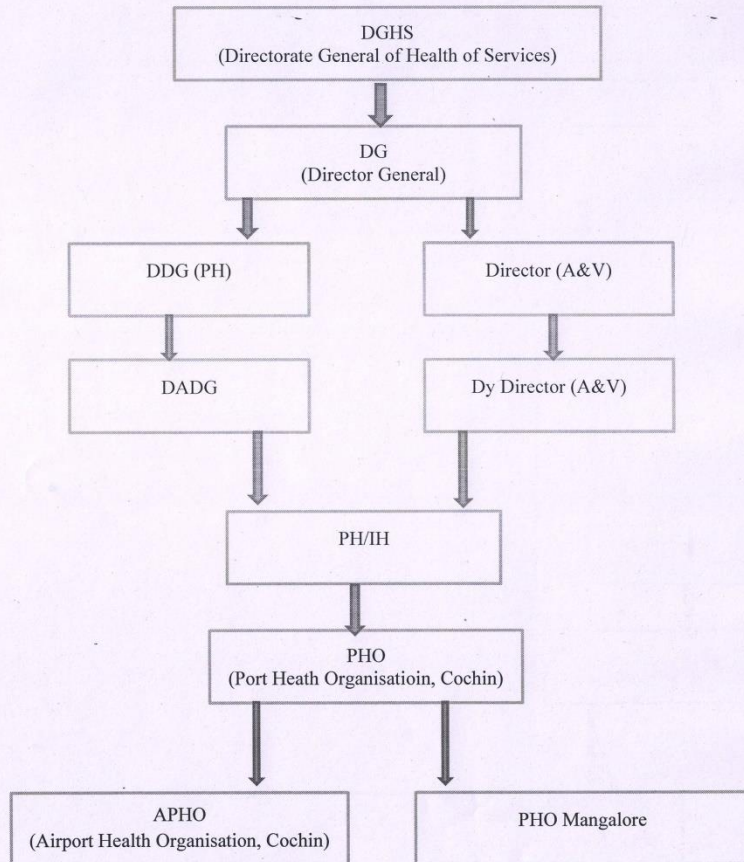 DGHS
(Directorate General of Health of Services)
DG
(Director General)
DDG (PH)
Director (A&V)
DADG
Dy Director (A&V)
PH/IH
PHO
(Port Heath Organisatioin, Cochin)
APHO
(Airport Health Organisation, Cochin)
PHO Mangalore